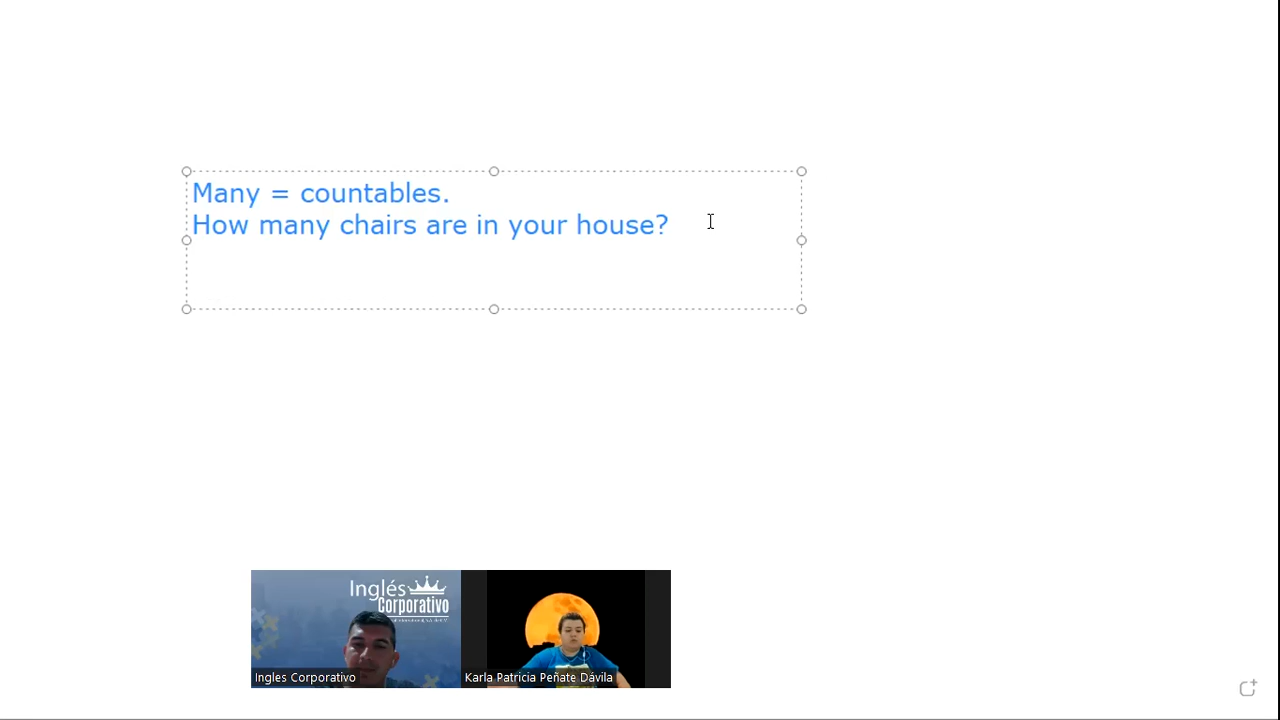 Many = countables.
How many chairs are in your house?
Inglés
Corporativo
Ingles Corporativo
Karla Patricia Peñate Dávila